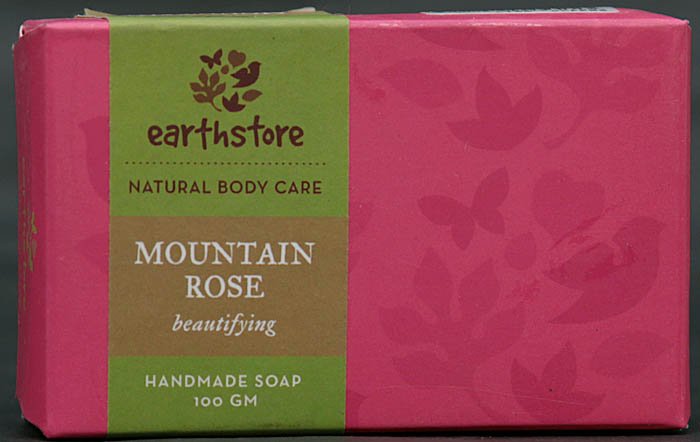 earthstore
NATURAL BODY CARE
MOUNTAIN
ROSE
beautifying
HANDMADE SOAP
100 GM